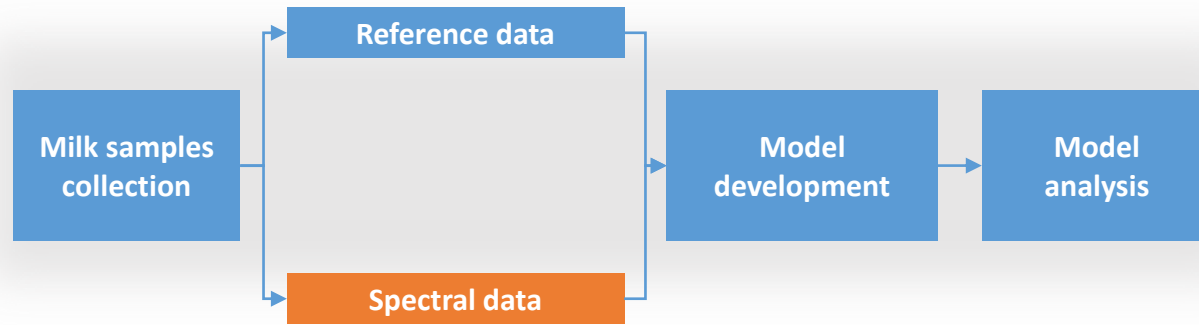 Reference data
Milk samples
collection
Model
development
Model
analysis
Spectral data